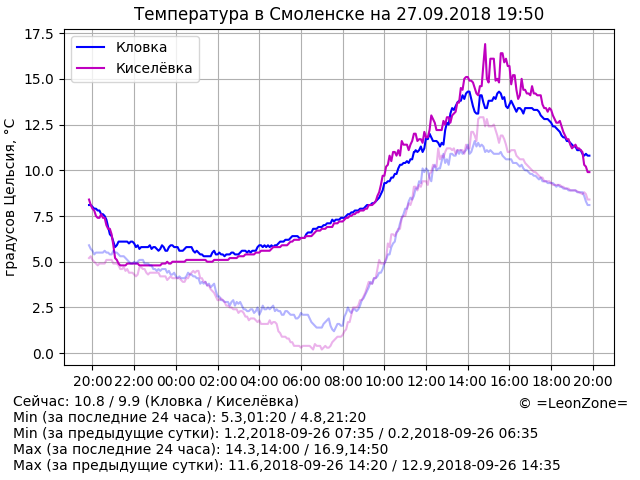 Температура в Смоленске на 27.09.2018 19:50
Кловка
Киселёвка
градусов Цельсия, °C
17.5
15.0
12.5
10.0
7.5
5.0
2.5
0.0
20:00 22:00 00:00 02:00 04:00 06:00 08:00 10:00 12:00 14:00 16:00 18:00 20:00
Сейчас: 10.8 / 9.9 (Кловка / Киселёвка)
© =LeonZone=
Min (за последние 24 часа): 5.3,01:20 / 4.8,21:20
Min (за предыдущие сутки): 1.2,2018-09-26 07:35 / 0.2,2018-09-26 06:35
Max (за последние 24 часа): 14.3,14:00 / 16.9,14:50
Max (за предыдущие сутки): 11.6,2018-09-26 14:20 / 12.9,2018-09-26 14:35